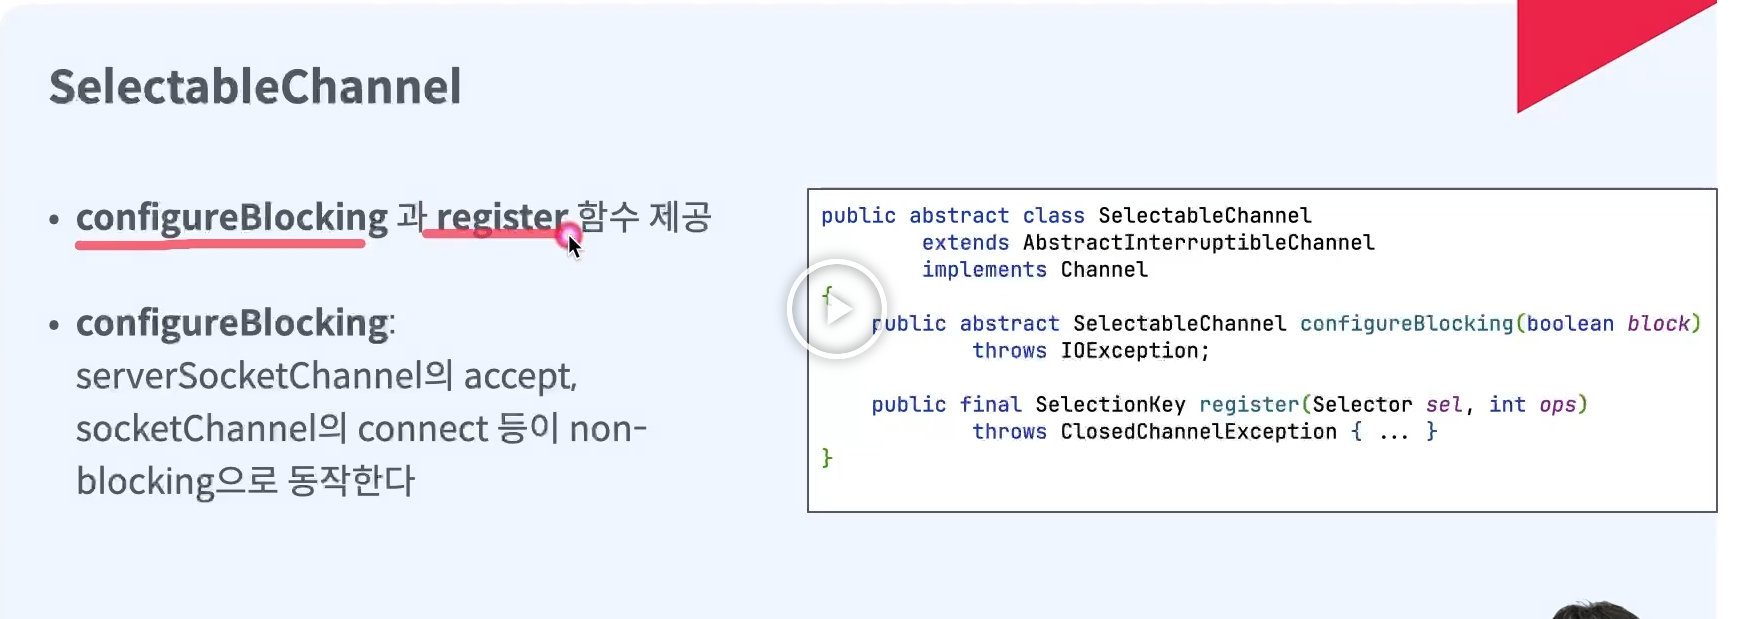 SelectableChannel
• configureBlocking 과 register 함수 제공
• configureBlocking:
serverSocketChannel의 accept,
socketChannel의 connect 등이 non-
blocking으로 동작한다
public abstract class SelectableChannel
extends AbstractInterruptibleChannel
implements Channel
{
public abstract SelectableChannel configureBlocking(boolean block)
throws IOException;
public final SelectionKey register(Selector sel, int ops)
throws ClosedChannelException { ... }
}